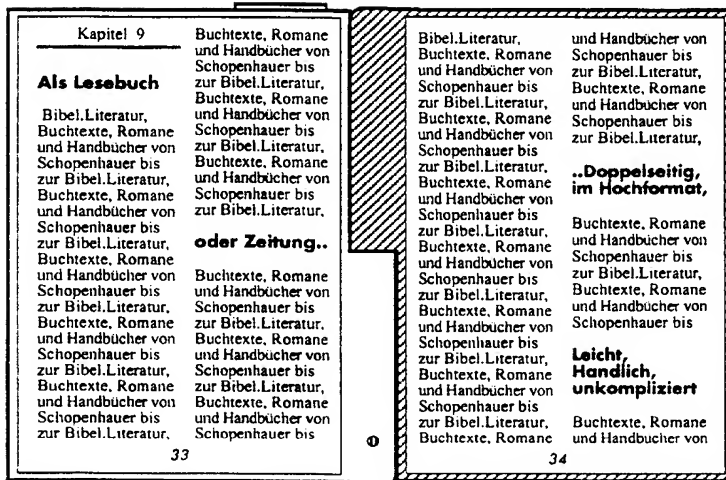 Kapitel 9
Als Lesebuch
Bibel.Literatur,
Buchtexte, Romane
und Handbücher von
Schopenhauer bis
zur Bibel.Literatur,
Buchtexte, Romane
und Handbücher von
Schopenhauer bis
zur Bibel.Literatur,
Buchtexte, Romane
und Handbücher von
Schopenhauer bis
zur Bibel.Literatur,
Buchtexte, Romane
und Handbücher von
Schopenhauer bis
zur Bibel.Literatur,
Buchtexte, Romane
und Handbücher von
Schopenhauer bis
zur Bibel.Literatur,
Buchtexte, Romane
und Handbücher von
Schopenhauer bis
zur Bibel.Literatur,
Buchtexte, Romane
und Handbücher von
Schopenhauer bis
zur Bibel.Literatur,
Buchtexte, Romane
und Handbücher von
Schopenhauer bis
zur Bibel.Literatur,
oder Zeitung..
Buchtexte, Romane
und Handbücher von
Schopenhauer bis
zur Bibel.Literatur,
Buchtexte, Romane
und Handbücher von
Schopenhauer bis
zur Bibel.Literatur,
Buchtexte, Romane
und Handbücher von
Schopenhauer bis
33
Bibel.Literatur,
Buchtexte, Romane
und Handbücher von
Schopenhauer bis
zur Bibel.Literatur,
Buchtexte, Romane
und Handbücher von
Schopenhauer bis
zur Bibel.Literatur,
Buchtexte, Romane
und Handbücher von
Schopenhauer bis
zur Bibel.Literatur,
Buchtexte, Romane
und Handbücher von
Schopenhauer bis
zur Bibel.Literatur,
Buchtexte, Romane
und Handbücher von
Schopenhauer bis
zur Bibel.Literatur,
Buchtexte, Romane
und Handbücher von
Schopenhauer bis
zur Bibel.Literatur,
Buchtexte, Romane
und Handbücher von
Schopenhauer bis
zur Bibel.Literatur,
Buchtexte, Romane
und Handbücher von
Schopenhauer bis
zur Bibel.Literatur,
..Doppelseitig,
im Hochformat,
Buchtexte, Romane
und Handbücher von
Schopenhauer bis
zur Bibel.Literatur,
Buchtexte, Romane
und Handbücher von
Schopenhauer bis
Leicht,
Handlich,
unkompliziert
Buchtexte, Romane
und Handbücher von
34